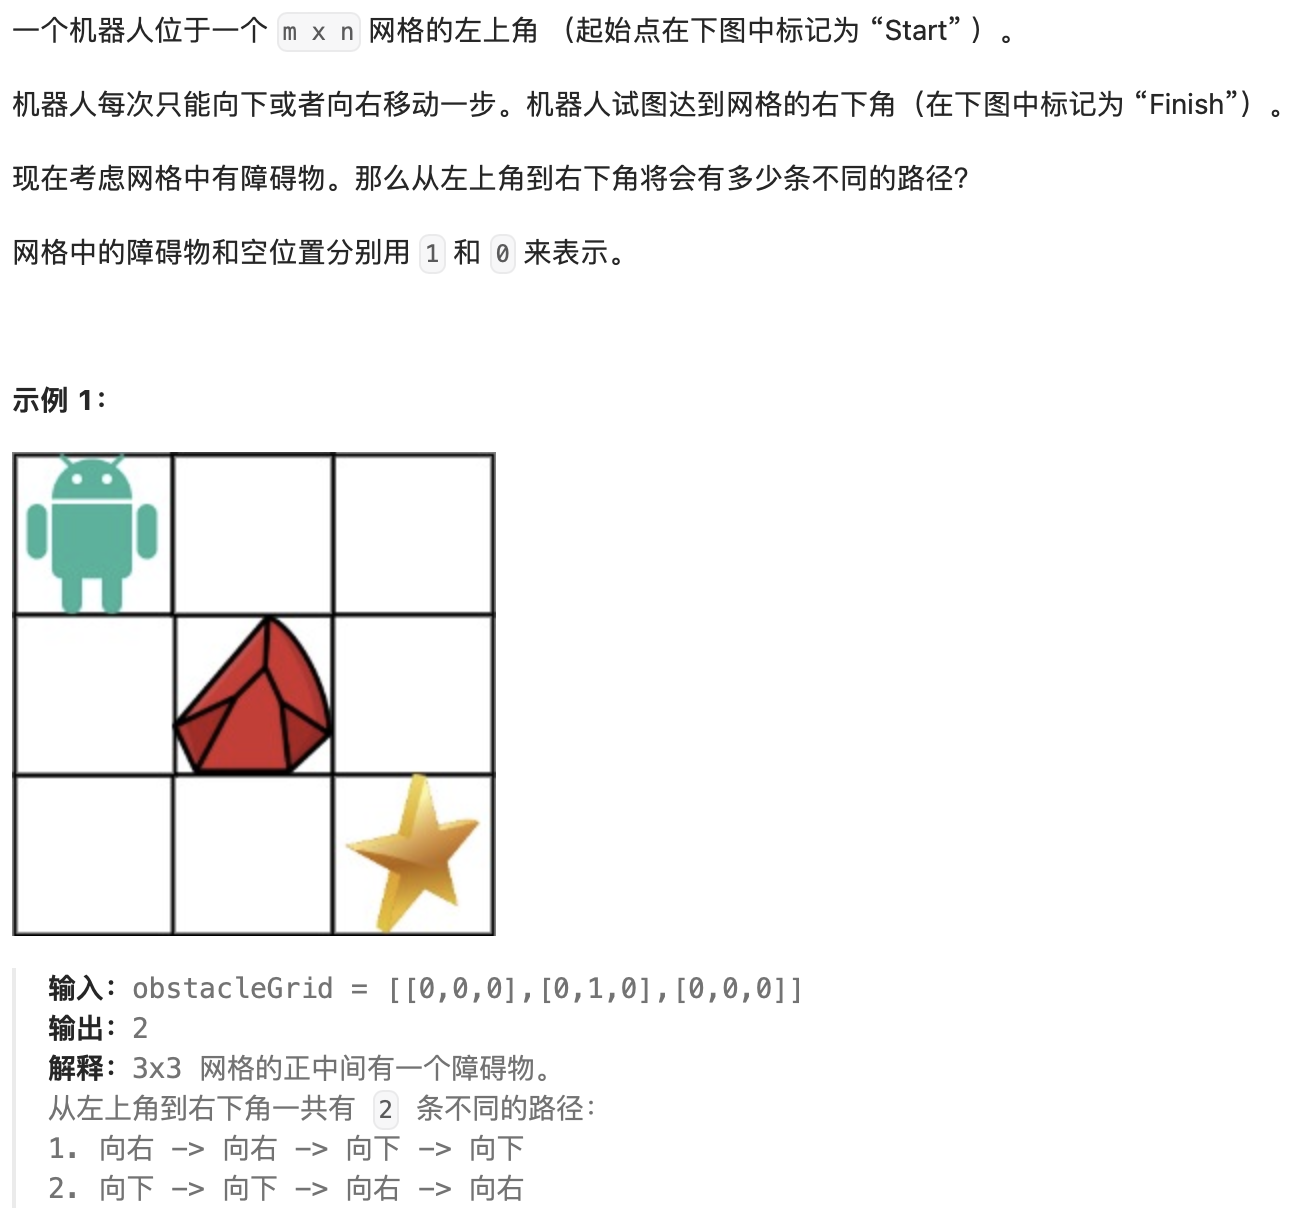 一个机器人位于一个 m x n 网格的左上角 （起始点在下图中标记为 “Start” ）。
机器人每次只能向下或者向右移动一步。机器人试图达到网格的右下角（在下图中标记为 “Finish”）。
现在考虑网格中有障碍物。那么从左上角到右下角将会有多少条不同的路径?
网格中的障碍物和空位置分别用 1 和 0 来表示。
示例 1：
输入：obstacleGrid = [[0,0,0],[0,1,0],[0,0,0]]
输出：2
解释：3x3 网格的正中间有一个障碍物。
从左上角到右下角一共有 2 条不同的路径：
1. 向右 -> 向右 -> 向下 -> 向下
2. 向下 -> 向下 -> 向右 -> 向右